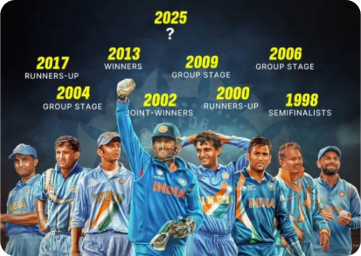 2025
?
2017
RUNNERS-UP
2013
WINNERS
2009
GROUP STAGE
2006
GROUP STAGE
2004
GROUP STAGE
2002
JOINT-WINNERS
2000
RUNNERS-UP
1998
SEMIFINALISTS
INDIA
INDIA